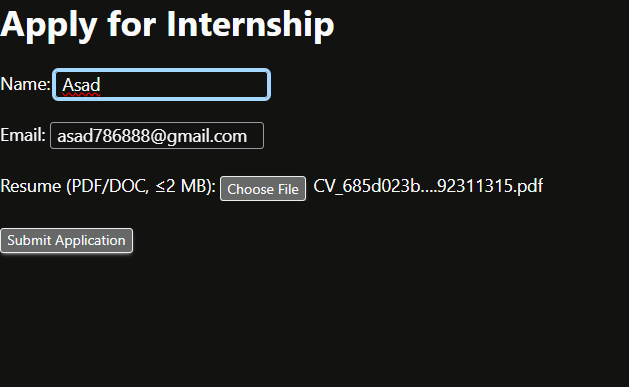 Apply for Internship
Name: Asad
Email: asad786888@gmail.com
Resume (PDF/DOC, ≤2 MB): Choose File CV_685d023b....92311315.pdf
Submit Application